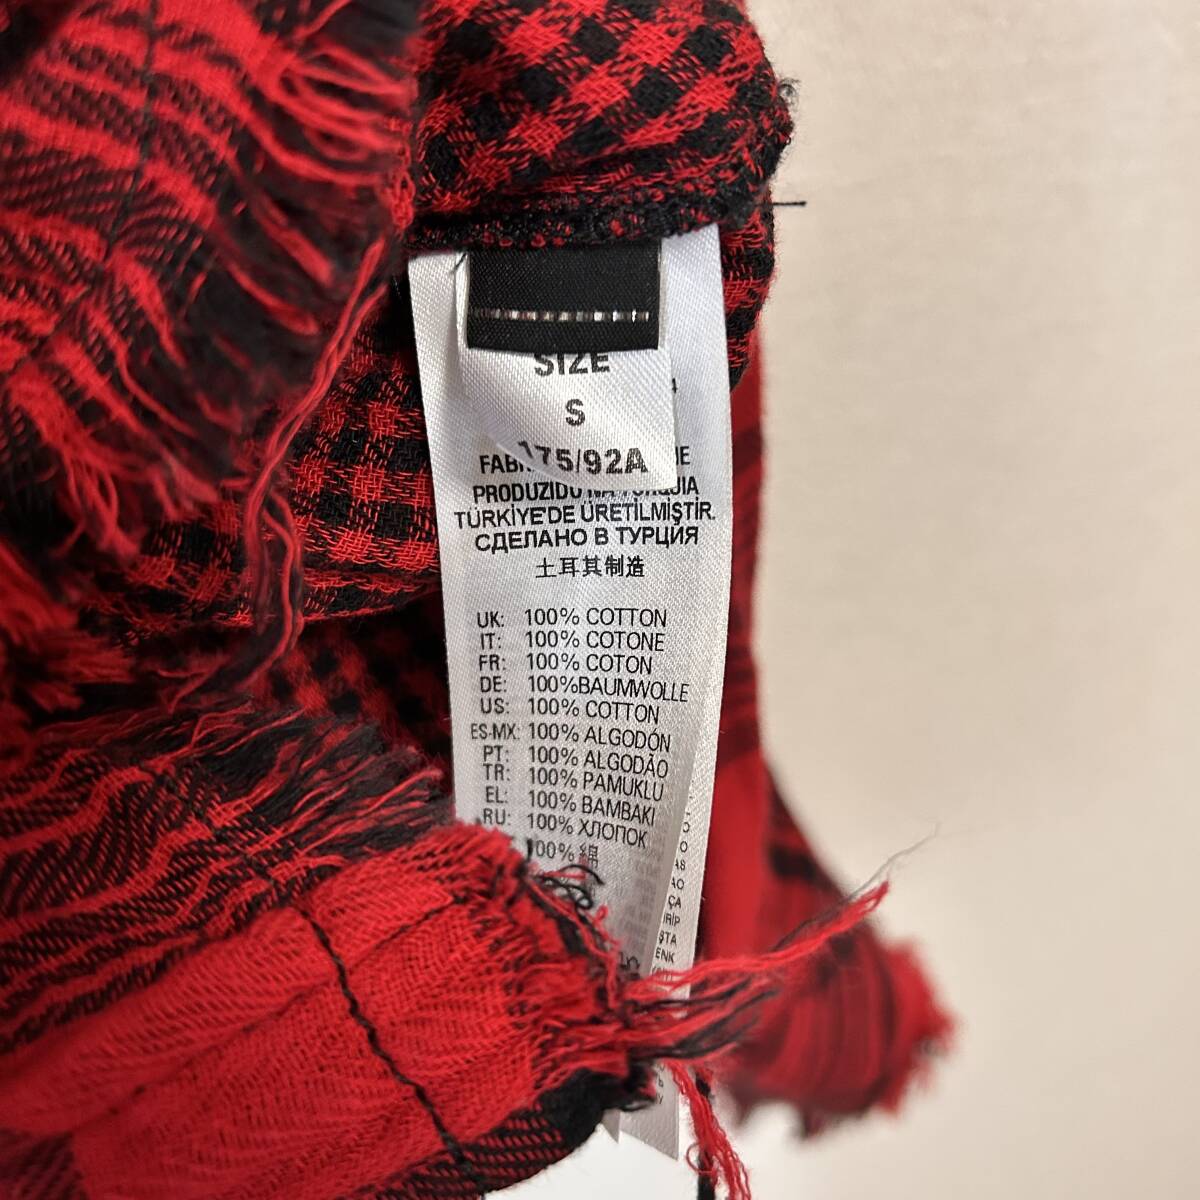 SIZE
S
175/92A
PRODUZIDO NA TURQUIA
TÜRKİYE'DE ÜRETİLMİŞTİR.
СДЕЛАНО В ТУРЦИЯ
土耳其制造
UK: 100% COTTON
IT: 100% COTONE
FR: 100% COTON
DE: 100%BAUMWOLLE
US: 100% COTTON
ES-MX: 100% ALGODÓN
PT: 100% ALGODÃO
TR: 100% PAMUKLU
EL: 100% BAMBAKI
RU: 100% ХЛОПОК
100% 綿